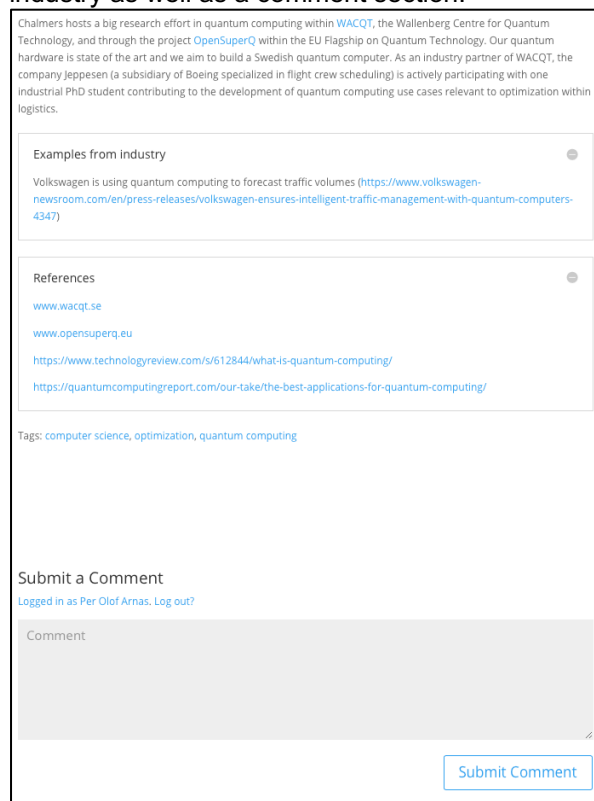 industry as well as a comment section.
Chalmers hosts a big research effort in quantum computing within WACQT, the Wallenberg Centre for Quantum
Technology, and through the project OpenSuperQ within the EU Flagship on Quantum Technology. Our quantum
hardware is state of the art and we aim to build a Swedish quantum computer. As an industry partner of WACQT, the
company Jeppesen (a subsidiary of Boeing specialized in flight crew scheduling) is actively participating with one
industrial PhD student contributing to the development of quantum computing use cases relevant to optimization within
logistics.
Examples from industry
Volkswagen is using quantum computing to forecast traffic volumes (https://www.volkswagen-
newsroom.com/en/press-releases/volkswagen-ensures-intelligent-traffic-management-with-quantum-computers-
4347)
References
www.wacqt.se
www.opensuperq.eu
https://www.technologyreview.com/s/612844/what-is-quantum-computing/
https://quantumcomputingreport.com/our-take/the-best-applications-for-quantum-computing/
Tags: computer science, optimization, quantum computing
Submit a Comment
Logged in as Per Olof Arnas. Log out?
Comment
Submit Comment